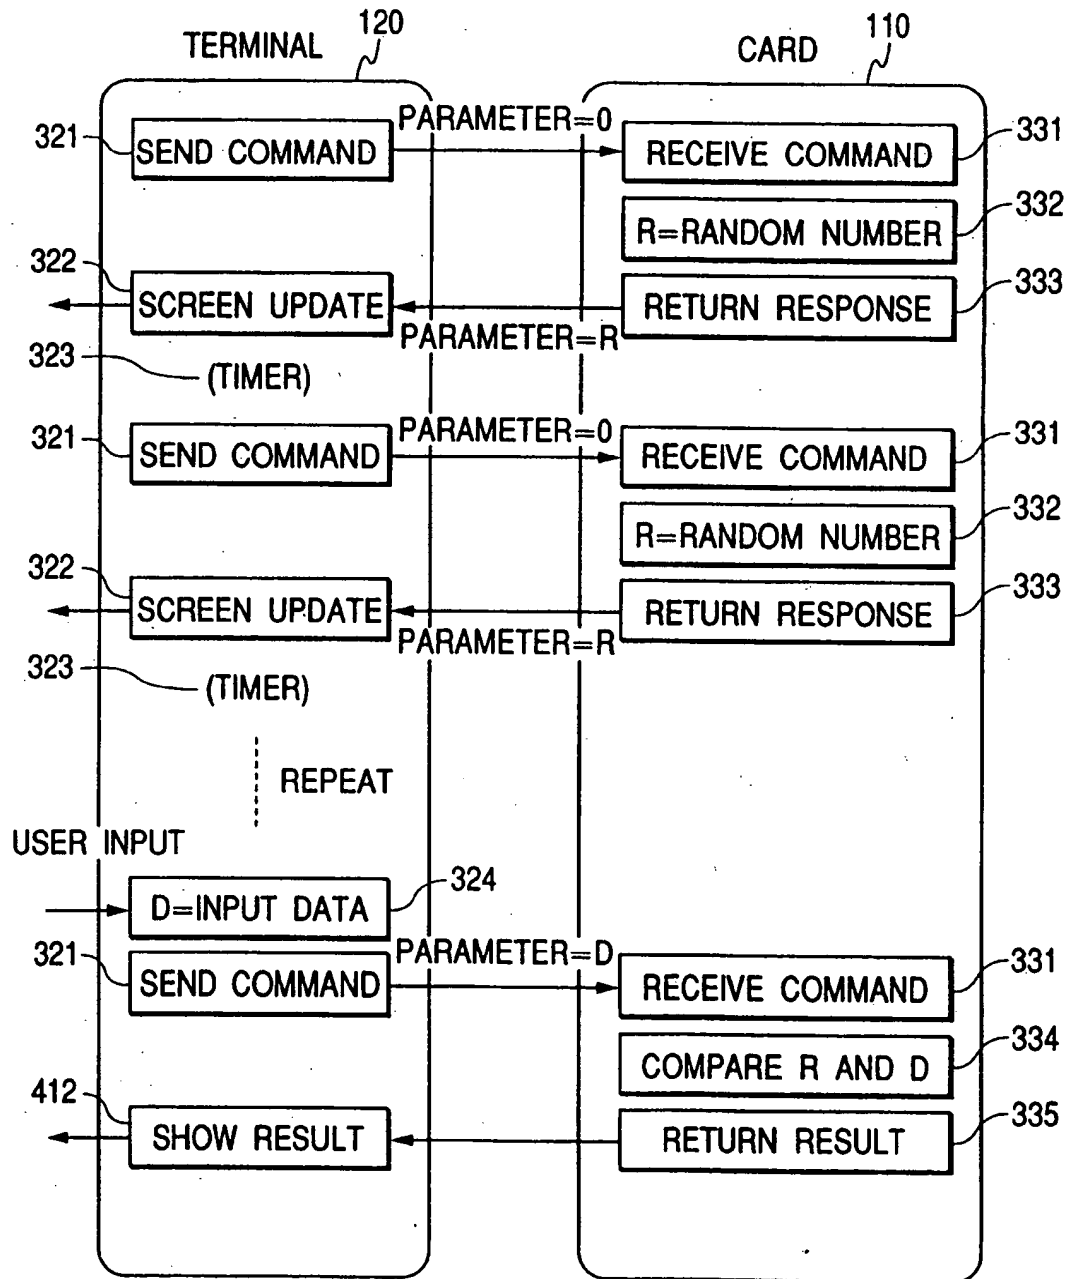 TERMINAL 120 CARD 110
PARAMETER=0
321 SEND COMMAND RECEIVE COMMAND 331
R=RANDOM NUMBER 332
322 SCREEN UPDATE RETURN RESPONSE 333
PARAMETER=R
323 (TIMER)
PARAMETER=0
321 SEND COMMAND RECEIVE COMMAND 331
R=RANDOM NUMBER 332
322 SCREEN UPDATE RETURN RESPONSE 333
PARAMETER=R
323 (TIMER)
REPEAT
USER INPUT
D=INPUT DATA 324
PARAMETER=D
321 SEND COMMAND RECEIVE COMMAND 331
COMPARE R AND D 334
412 SHOW RESULT RETURN RESULT 335